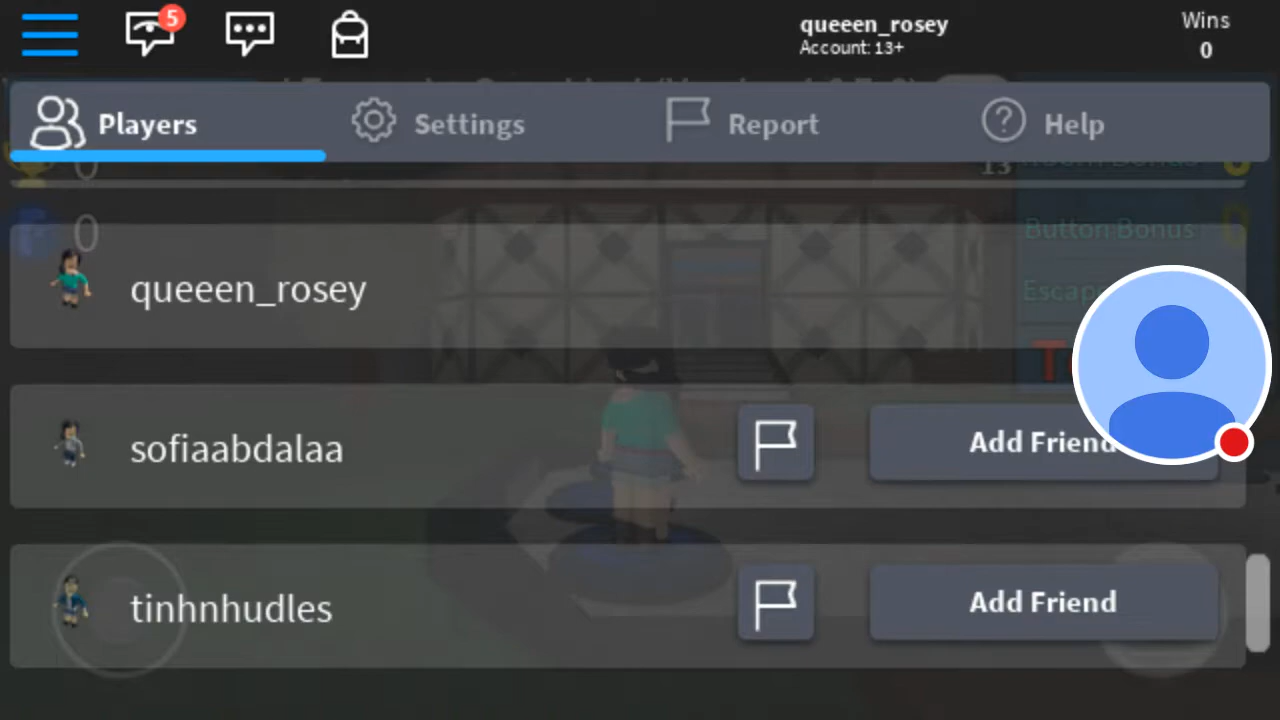 5
queeen_rosey
Account: 13+
Wins
0
Players
Settings
Report
Help
0
13
0
Button Bonus
queeen_rosey
Escape
sofiaabdalaa
Add Friend
tinhnhudles
Add Friend